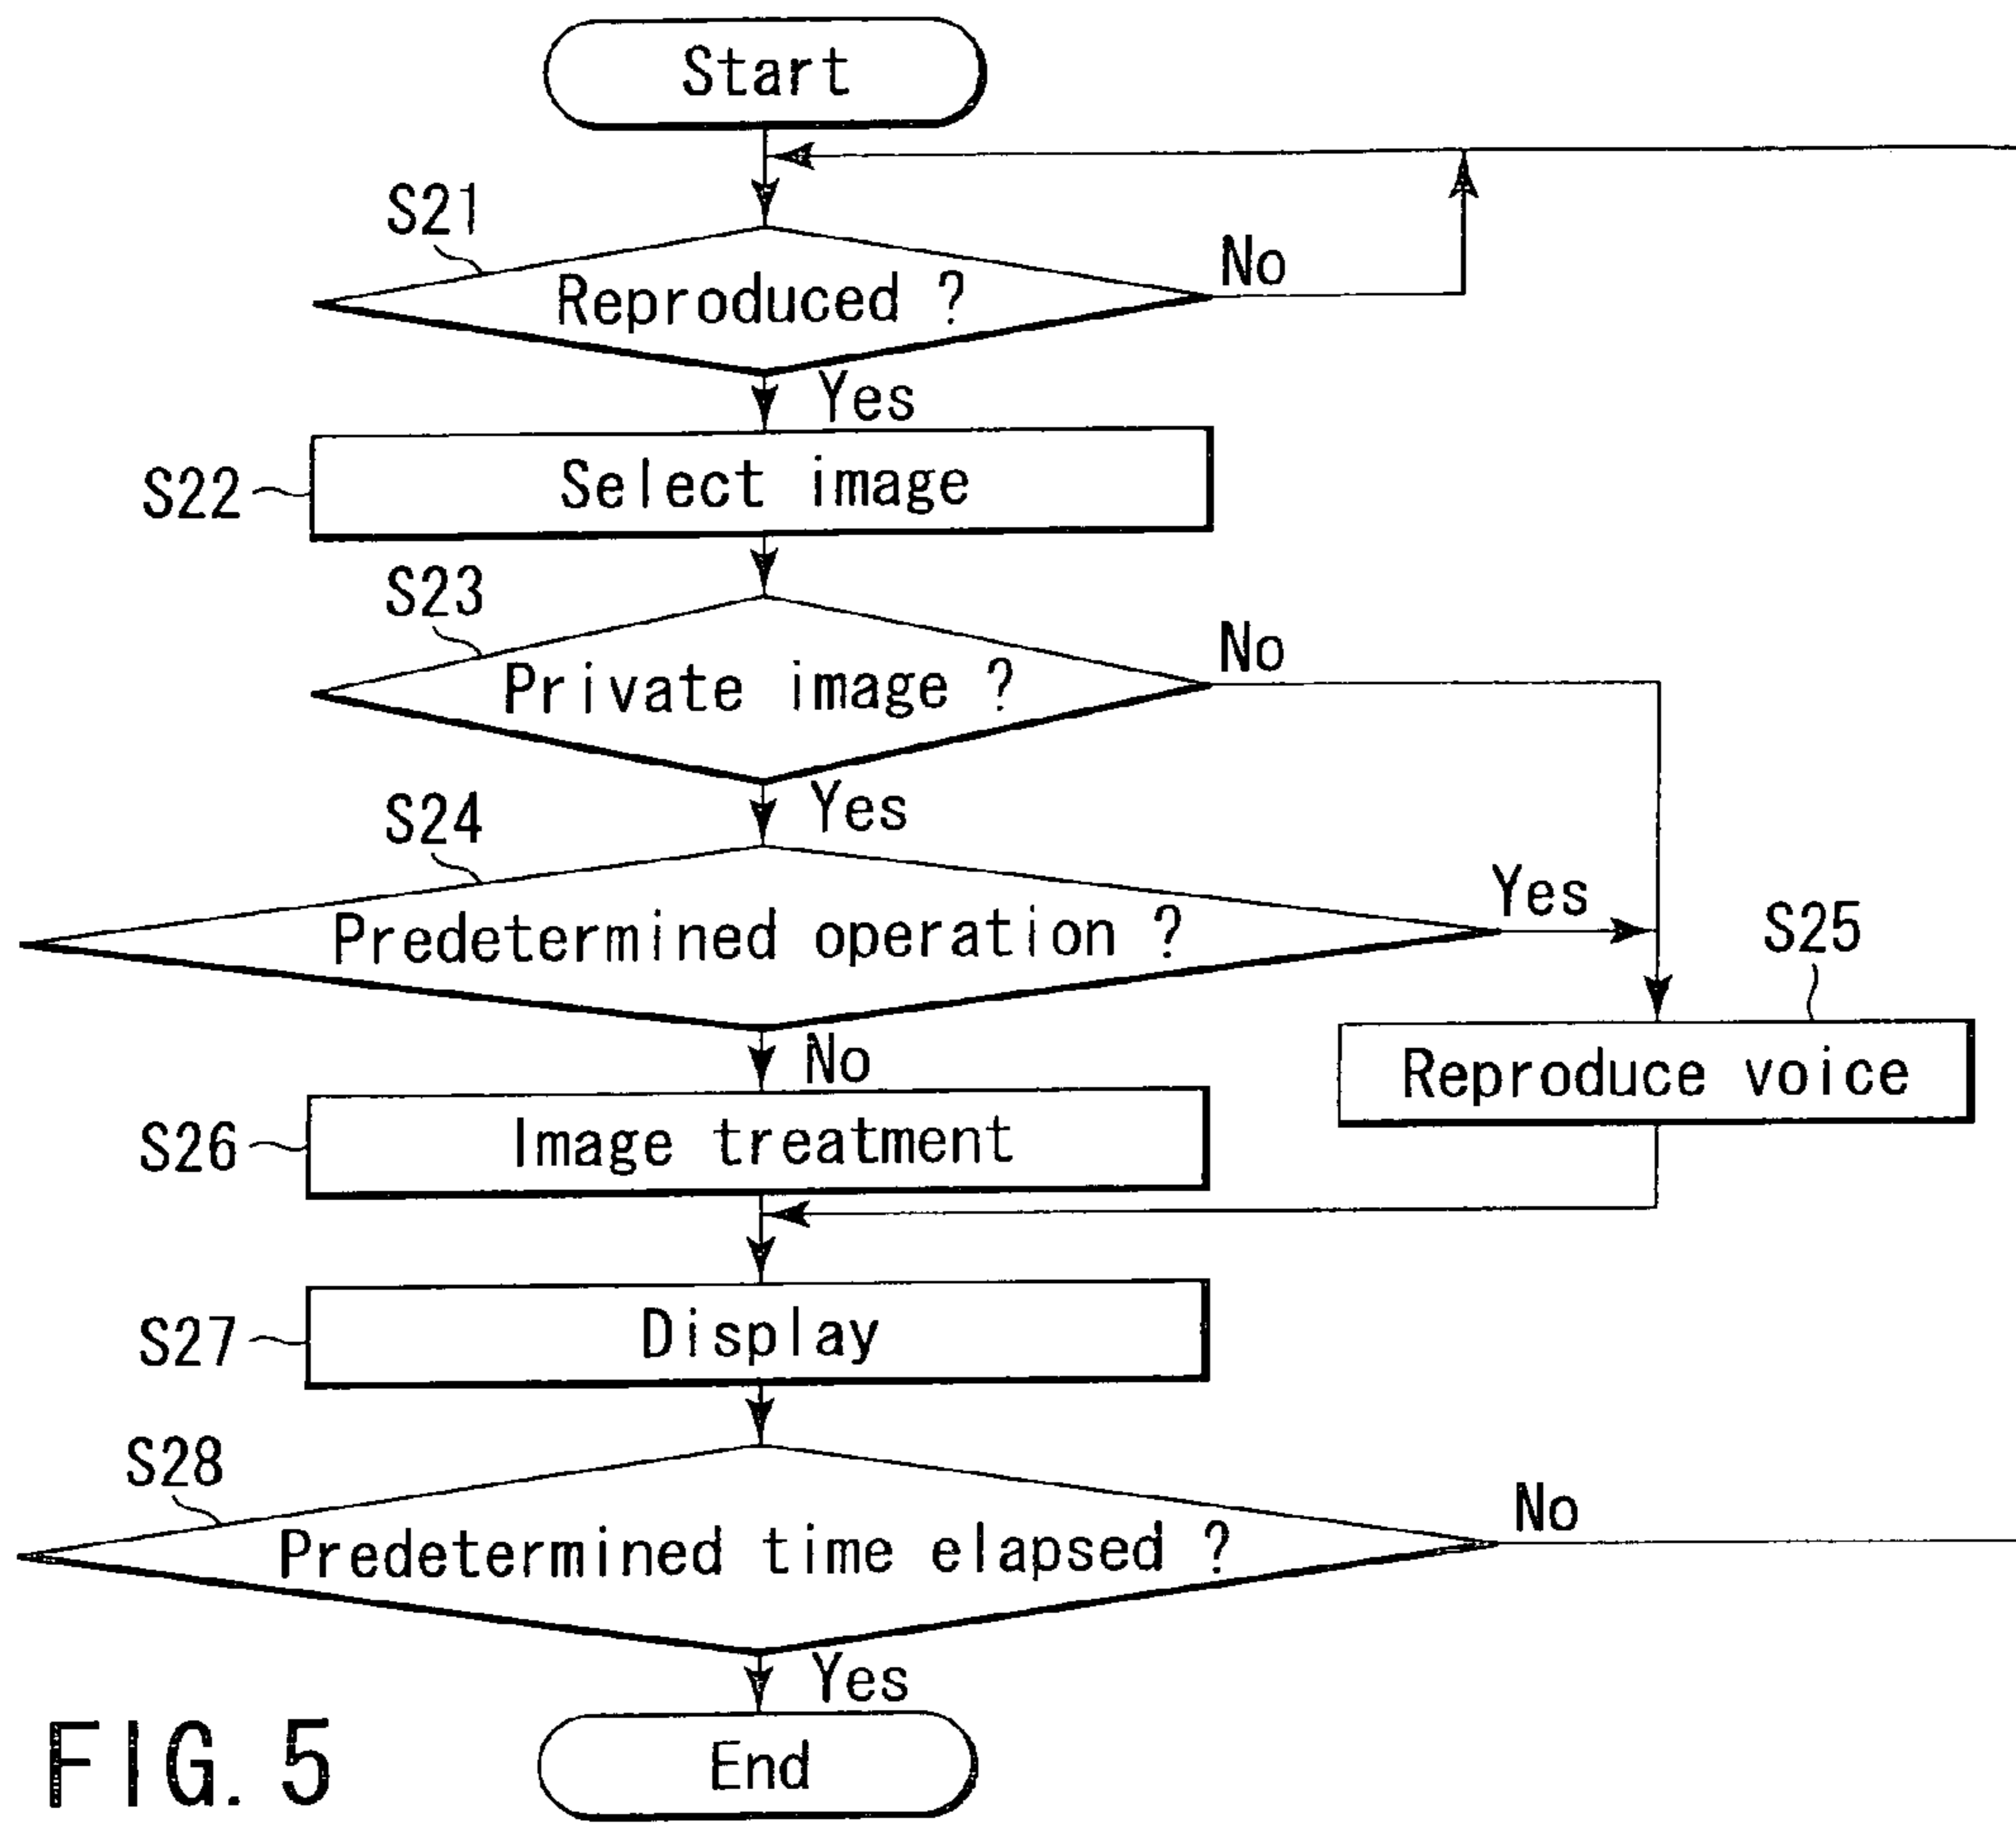 Start
S21
Reproduced ?
No
Yes
S22
Select image
S23
Private image ?
No
Yes
S24
Predetermined operation ?
Yes
S25
No
Reproduce voice
S26
Image treatment
S27
Display
S28
Predetermined time elapsed ?
No
Yes
End
FIG. 5